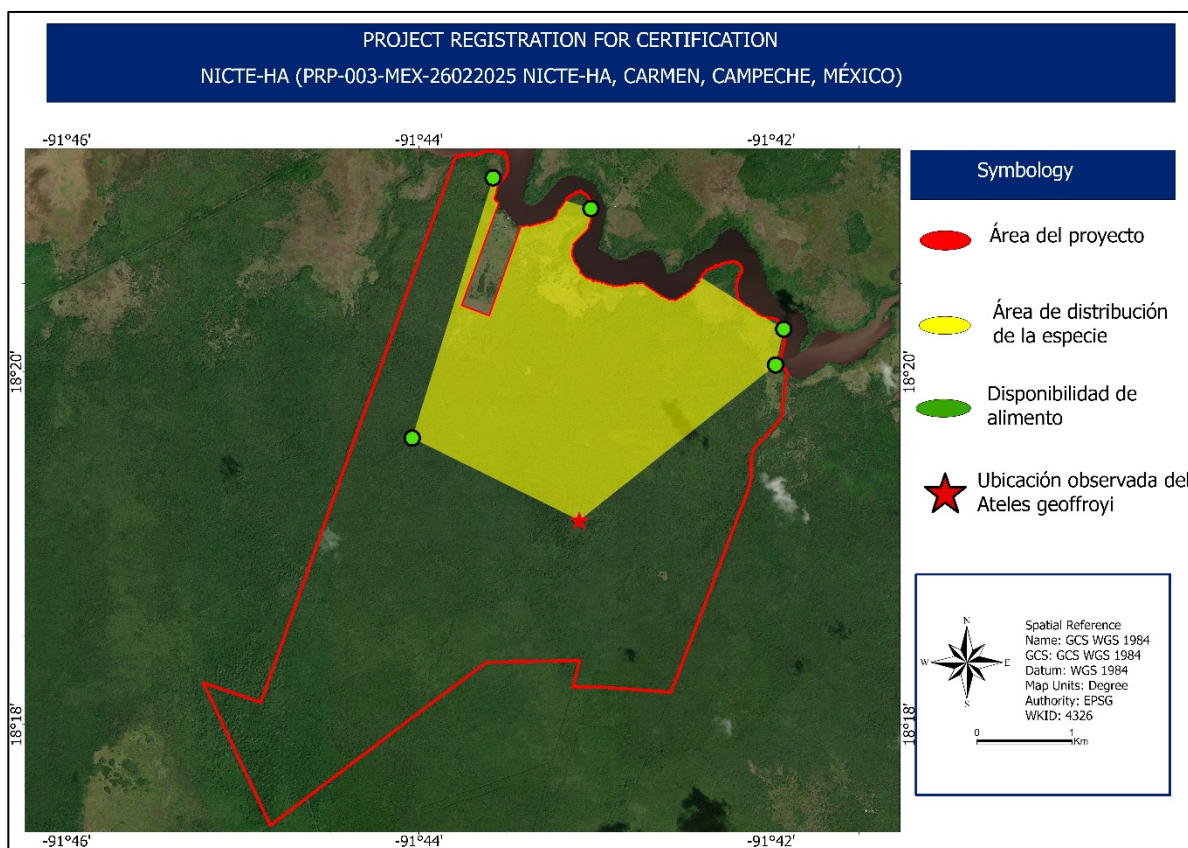 PROJECT REGISTRATION FOR CERTIFICATION
NICTE-HA (PRP-003-MEX-26022025 NICTE-HA, CARMEN, CAMPECHE, MÉXICO)
-91°46'
-91°44'
-91°42'
18°20'
18°20'
18°18'
18°18'
-91°46'
-91°44'
-91°42'
Symology
Área del proyecto
Área de distribución
de la especie
Disponibilidad de
alimento
Ubicación observada del
Ateles geoffroyi
N
W
E
S
Spatial Reference
Name: GCS WGS 1984
GCS: GCS WGS 1984
Datum: WGS 1984
Map Units: Degree
Authority: EPSG
WKID: 4326
0 1
Km